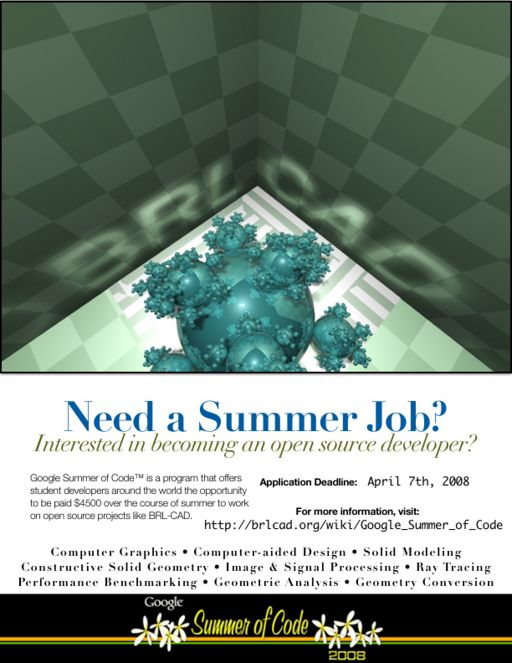 BRL-CAD
Need a Summer Job?
Interested in becoming an open source developer?
Google Summer of Code™ is a program that offers
student developers around the world the opportunity
to be paid $4500 over the course of summer to work
on open source projects like BRL-CAD.
Application Deadline: April 7th, 2008
For more information, visit:
http://brlcad.org/wiki/Google_Summer_of_Code
Computer Graphics • Computer-aided Design • Solid Modeling
Constructive Solid Geometry • Image & Signal Processing • Ray Tracing
Performance Benchmarking • Geometric Analysis • Geometry Conversion
Google
Summer of Code
2008